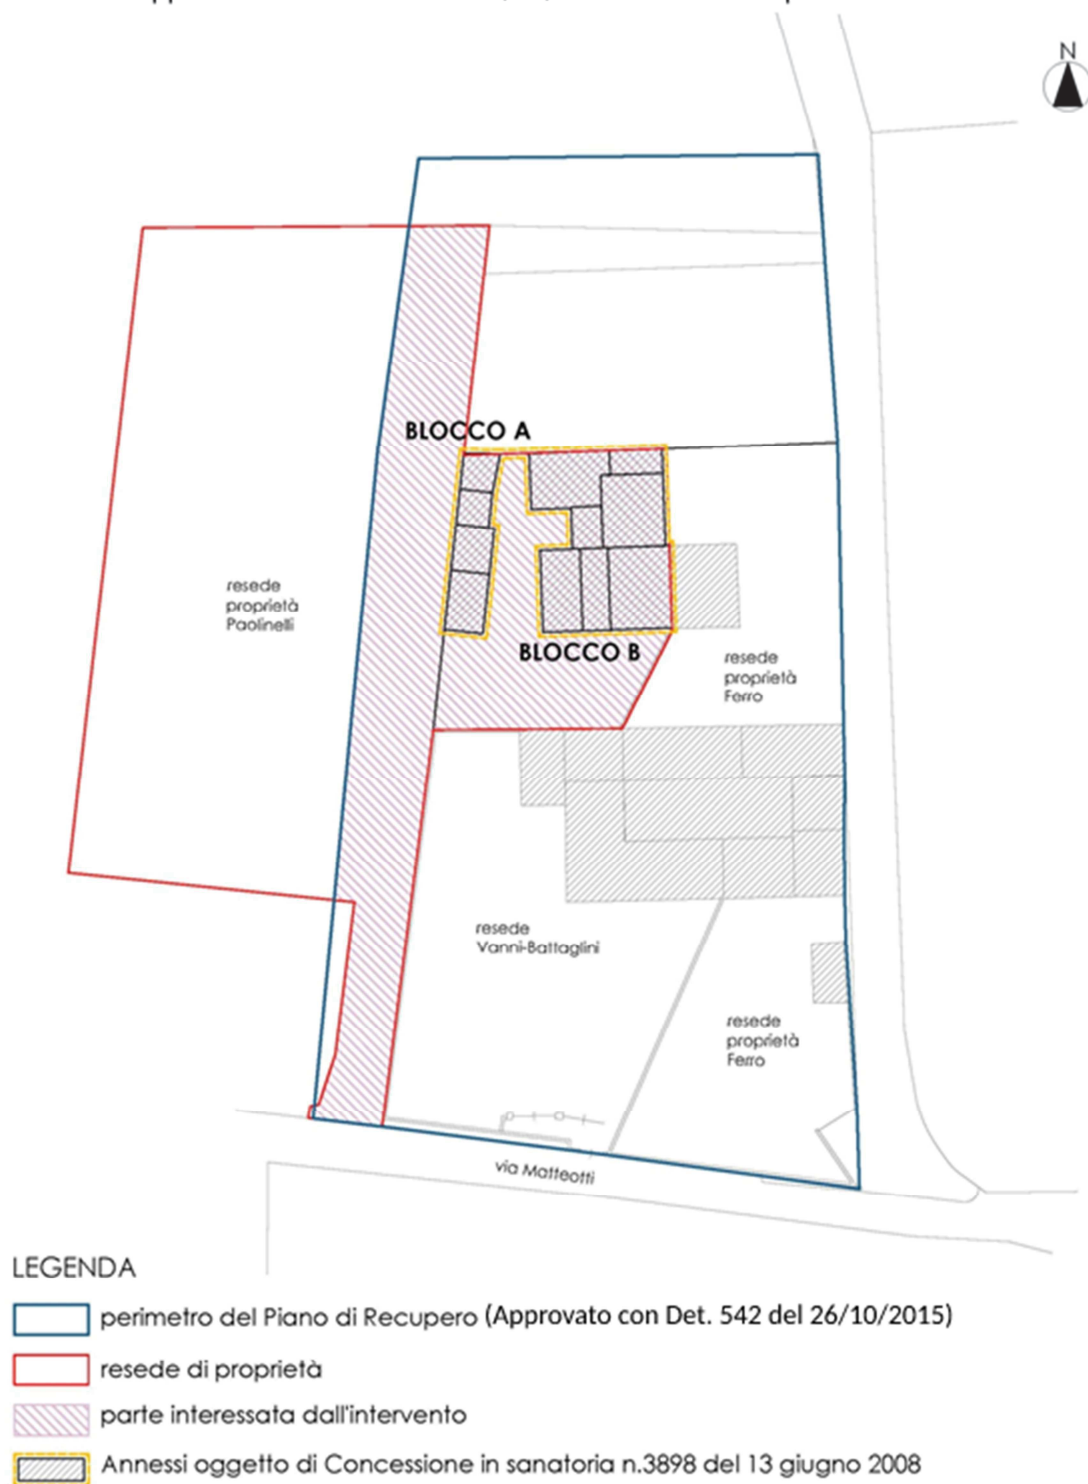 N
BLOCCO A
resede
proprietà
Paolinelli
BLOCCO B
resede
proprietà
Ferro
resede
Vanni-Battaglini
resede
proprietà
Ferro
via Matteotti
LEGENDA
perimetro del Piano di Recupero (Approvato con Det. 542 del 26/10/2015)
resede di proprietà
parte interessata dall'intervento
Annessi oggetto di Concessione in sanatoria n.3898 del 13 giugno 2008